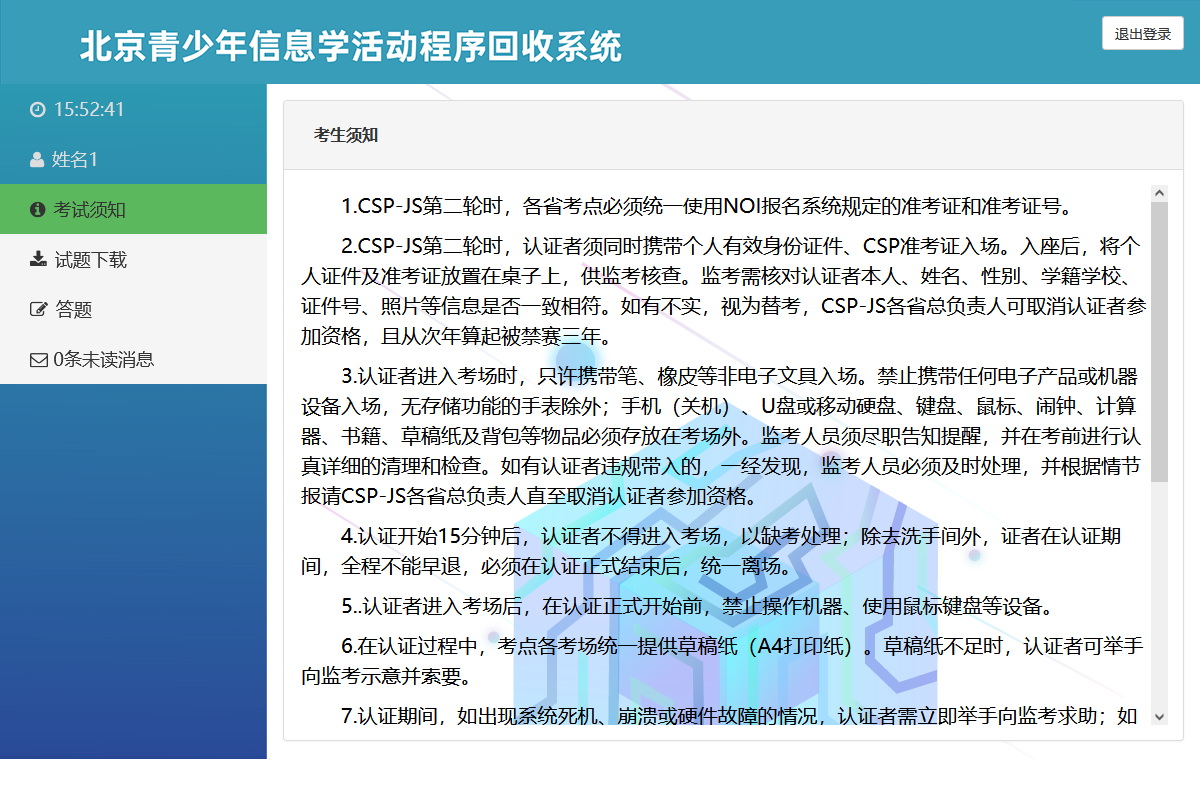 北京青少年信息学活动程序回收系统
退出登录
15:52:41
姓名1
考试须知
试题下载
答题
0条未读消息
考生须知
1.CSP-JS第二轮时，各省考点必须统一使用NOI报名系统规定的准考证和准考证号。
2.CSP-JS第二轮时，认证者须同时携带个人有效身份证件、CSP准考证入场。入座后，将个
人证件及准考证放置在桌子上，供监考核查。监考需核对认证者本人、姓名、性别、学籍学校、
证件号、照片等信息是否一致相符。如有不实，视为替考，CSP-JS各省总负责人可取消认证者参
加资格，且从次年算起被禁赛三年。
3.认证者进入考场时，只许携带笔、橡皮等非电子文具入场。禁止携带任何电子产品或机器
设备入场，无存储功能的手表除外；手机（关机）、U盘或移动硬盘、键盘、鼠标、闹钟、计算
器、书籍、草稿纸及背包等物品必须存放在考场外。监考人员须尽职告知提醒，并在考前进行认
真详细的清理和检查。如有认证者违规带入的，一经发现，监考人员必须及时处理，并根据情节
报请CSP-JS各省总负责人直至取消认证者参加资格。
4.认证开始15分钟后，认证者不得进入考场，以缺考处理；除去洗手间外，证者在认证期
间，全程不能早退，必须在认证正式结束后，统一离场。
5..认证者进入考场后，在认证正式开始前，禁止操作机器、使用鼠标键盘等设备。
6.在认证过程中，考点各考场统一提供草稿纸（A4打印纸）。草稿纸不足时，认证者可举手
向监考示意并索要。
7.认证期间，如出现系统死机、崩溃或硬件故障的情况，认证者需立即举手向监考求助；如